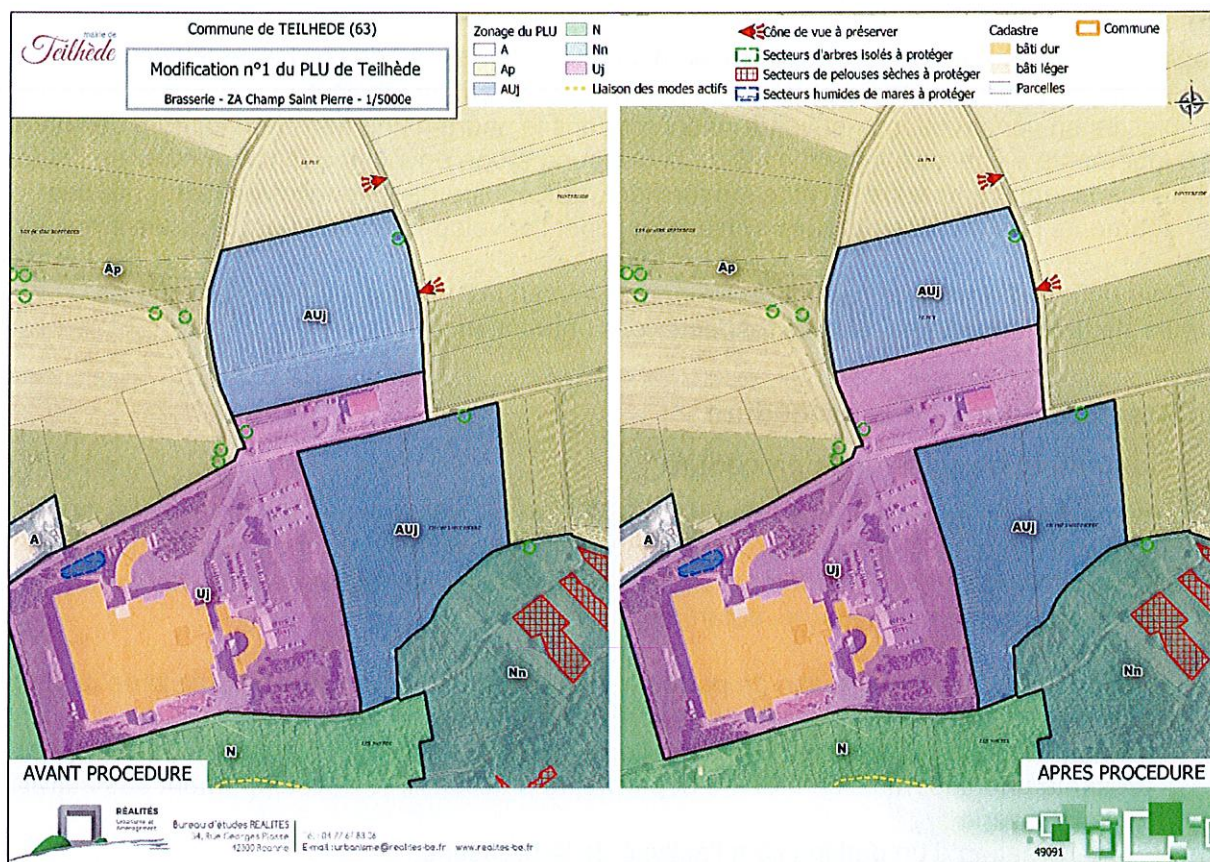 mairie de
Teilhède
Commune de TEILHEDE (63)
Modification n°1 du PLU de Teilhède
Brasserie - ZA Champ Saint Pierre - 1/5000e
Zonage du PLU
A
Ap
AUj
N
Nn
Uj
Liaison des modes actifs
Cône de vue à préserver
Secteurs d'arbres isolés à protéger
Secteurs de pelouses sèches à protéger
Secteurs humides de mares à protéger
Cadastre
bâti dur
bâti léger
Parcelles
Commune
Ap
AUj
AUj
A
Uj
Nn
N
AVANT PROCEDURE
Ap
AUj
AUj
A
Uj
Nn
N
APRES PROCEDURE
RÉALITÉS
Bureau d'études REALITES
34, Rue Georges Plasse
42300 Roanne
E-mail : urbanisme@realites-be.fr www.realites-be.fr
49091